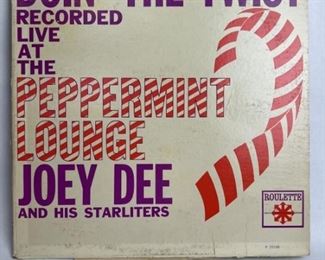 DOIN' THE TWIST
RECORDED
LIVE
AT
THE
PEPPERMINT
LOUNGE
JOEY DEE
AND HIS STARLITERS
ROULETTE